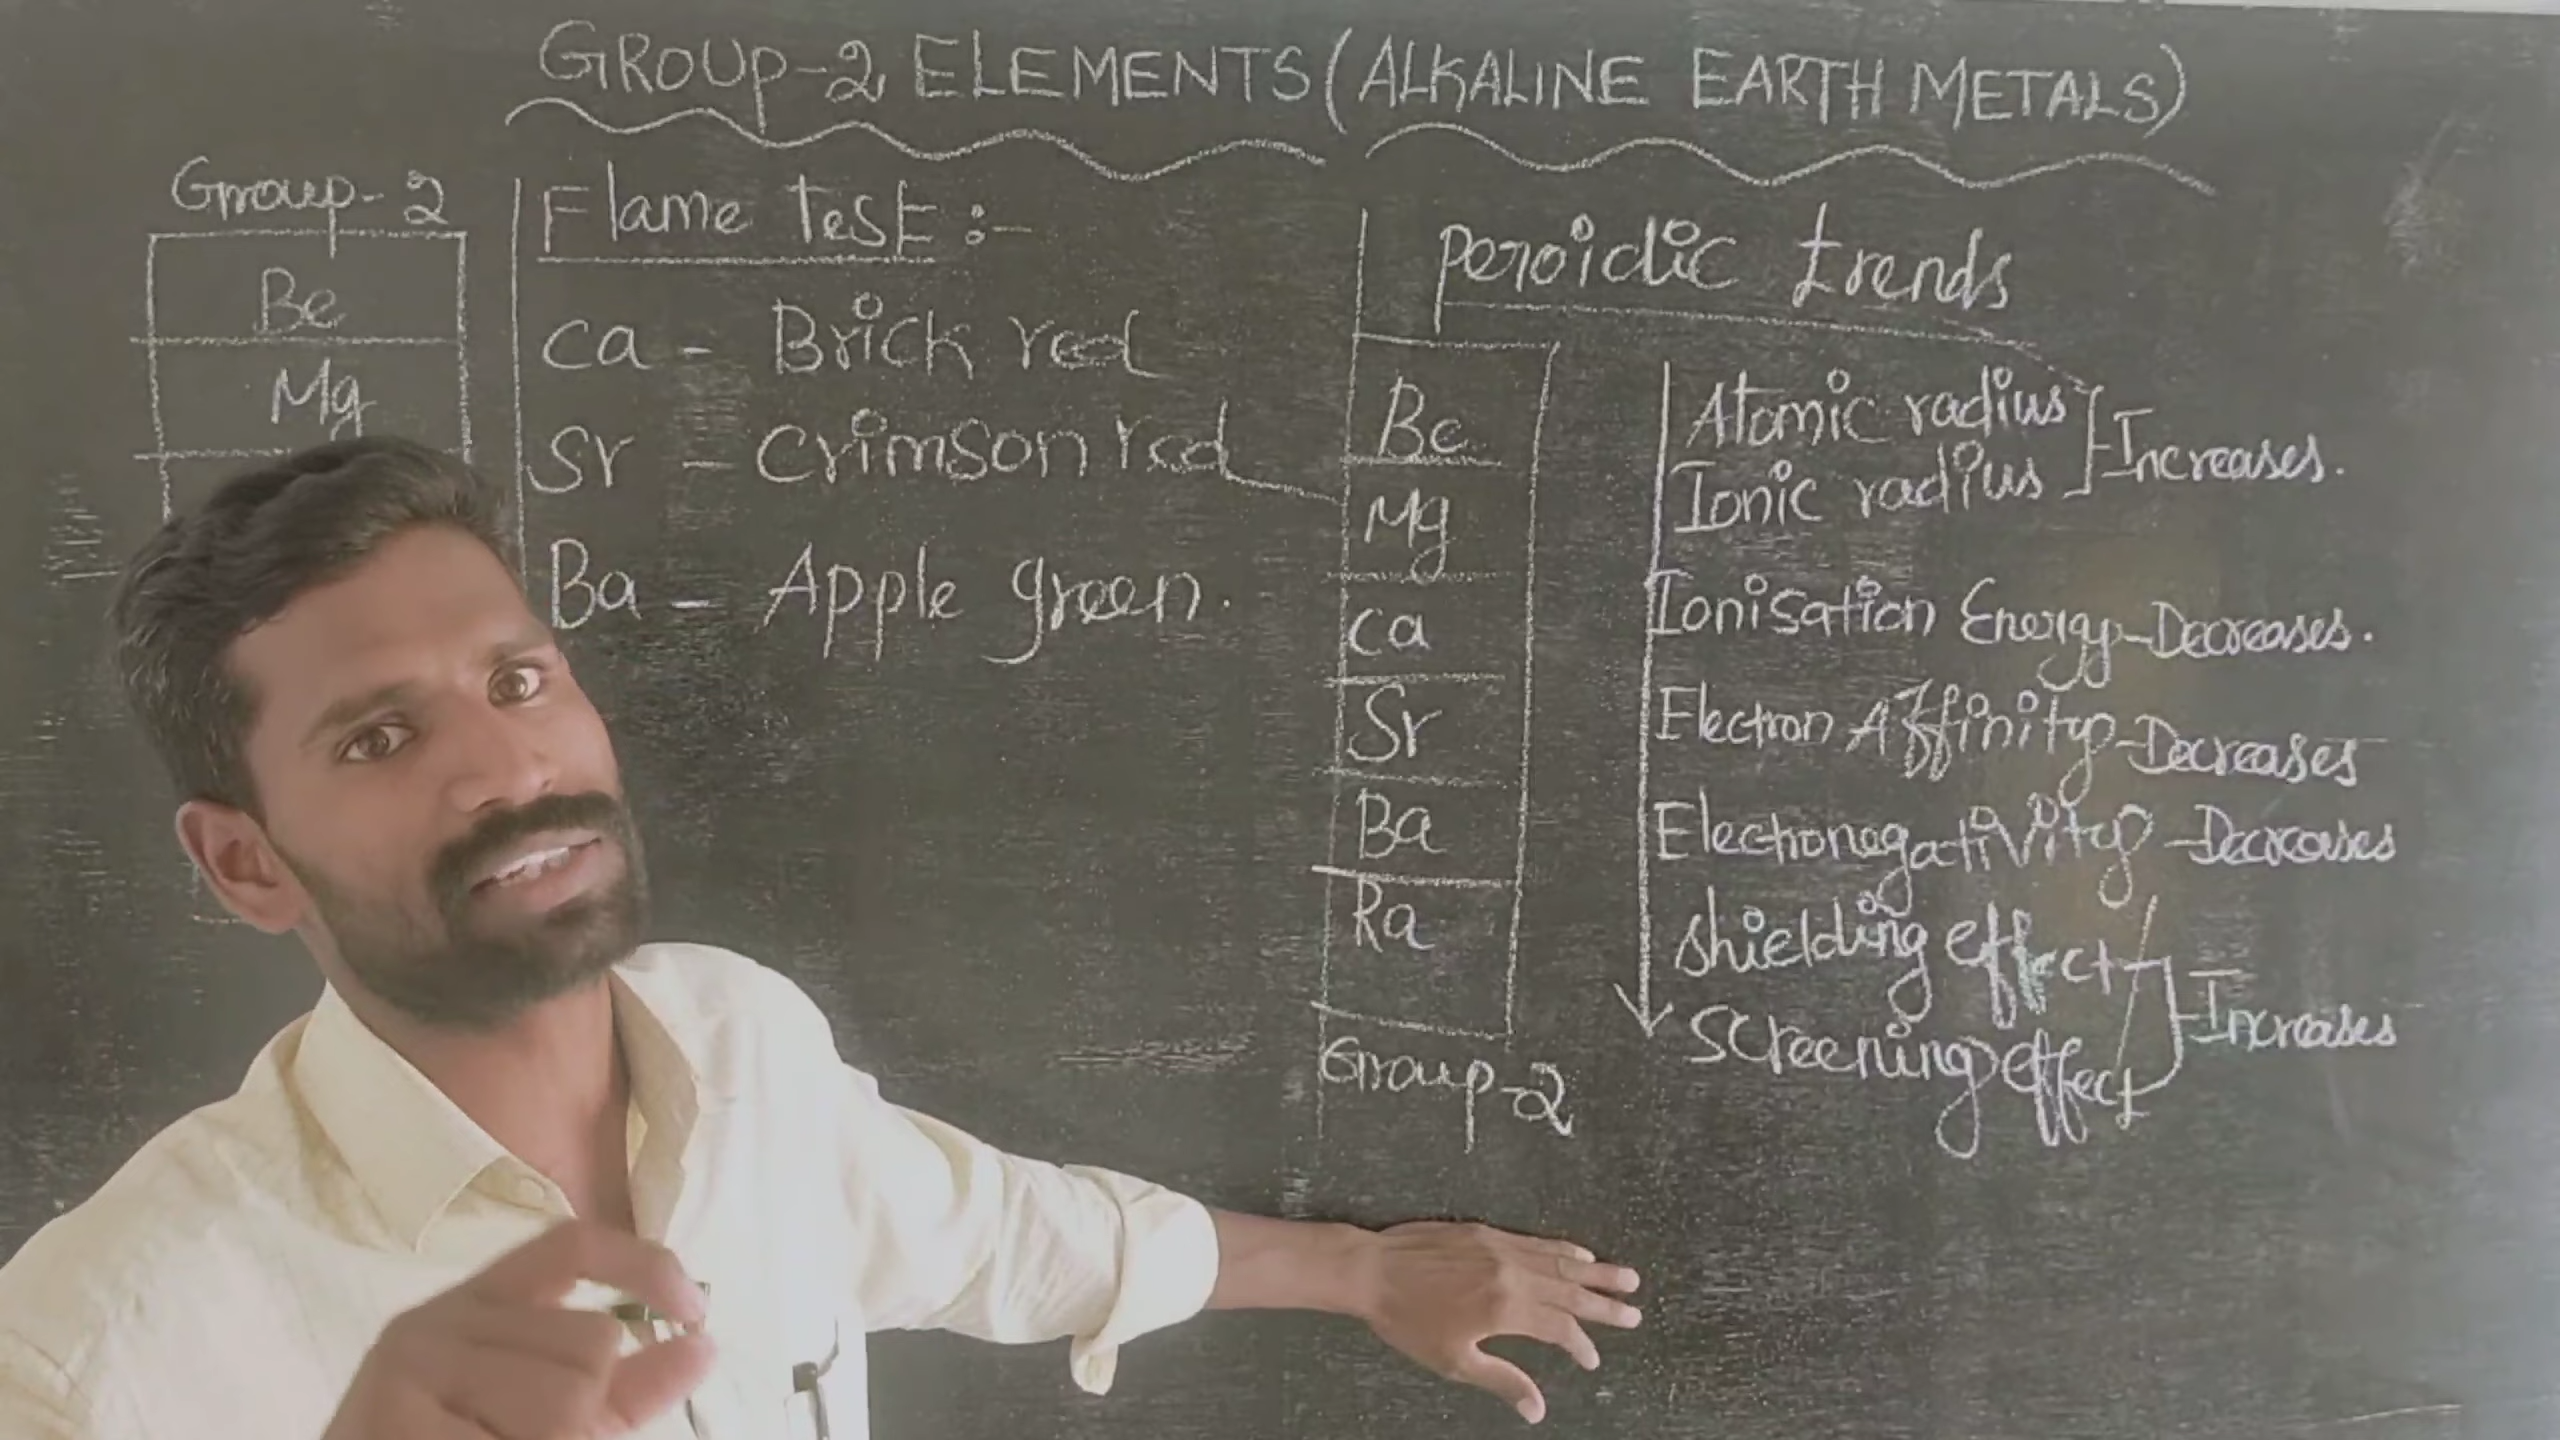 GROUP-2 ELEMENTS (ALKALINE EARTH METALS)
Group-2
Be
Mg
Flame Test :-
Ca - Brick red
Sr - Crimson red
Ba - Apple green.
Peroidic trends
Be
Mg
Ca
Sr
Ba
Ra
Group-2
Atomic radius
Ionic radius
Increases.
Ionisation Energy-Decreases.
Electron Affinity-Decreases
Electronegativity-Decreases
Shielding effect
Screening effect
Increases